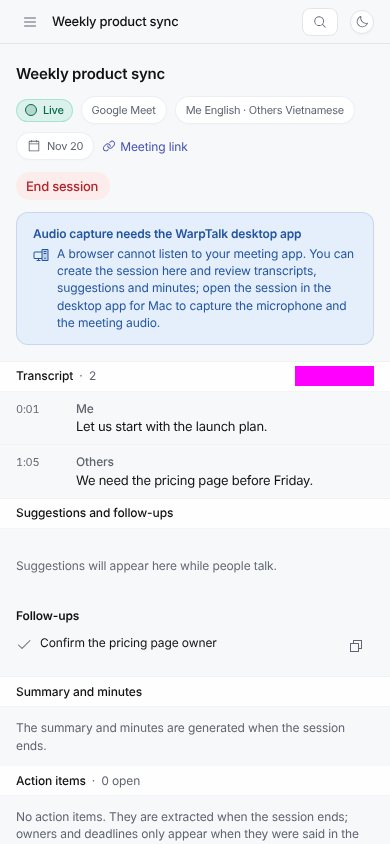 Weekly product sync
Weekly product sync
Live
Google Meet
Me English · Others Vietnamese
Nov 20
Meeting link
End session
Audio capture needs the WarpTalk desktop app
A browser cannot listen to your meeting app. You can
create the session here and review transcripts,
suggestions and minutes; open the session in the
desktop app for Mac to capture the microphone and
the meeting audio.
Transcript · 2
0:01
Me
Let us start with the launch plan.
1:05
Others
We need the pricing page before Friday.
Suggestions and follow-ups
Suggestions will appear here while people talk.
Follow-ups
Confirm the pricing page owner
Summary and minutes
The summary and minutes are generated when the session
ends.
Action items · 0 open
No action items. They are extracted when the session ends;
owners and deadlines only appear when they were said in the